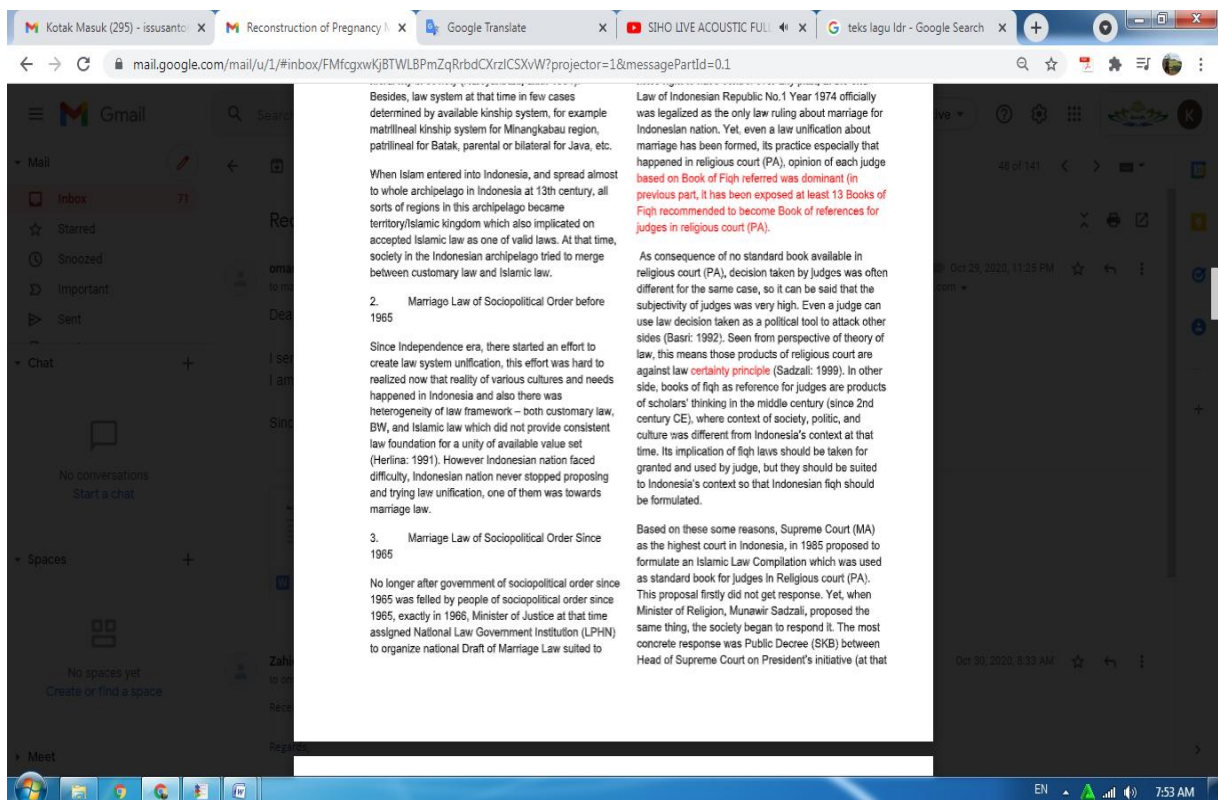 Kotak Masuk (295) - issusanto
Reconstruction of Pregnancy
Google Translate
SIHO LIVE ACOUSTIC FUL
teks lagu ldr - Google Search
mail.google.com/mail/u/1/#inbox/FMfcgxwKjBTWLBPmZqRrbdCXrzlCSXvW?projector=1&messagePartId=0.1
Gmail
Mail
Inbox 71
Starred
Snoozed
Important
Sent
Chat
No conversations
Start a chat
Spaces
No spaces yet
Create or find a space
Meet
48 of 141
Oct 29, 2020, 11:25 PM
Oct 30, 2020, 8:33 AM
Regards,
Besides, law system at that time in few cases
determined by available kinship system, for example
matrilineal kinship system for Minangkabau region,
patrilineal for Batak, parental or bilateral for Java, etc.
When Islam entered into Indonesia, and spread almost
to whole archipelago in Indonesia at 13th century, all
sorts of regions in this archipelago became
territory/Islamic kingdom which also implicated on
accepted Islamic law as one of valid laws. At that time,
society in the Indonesian archipelago tried to merge
between customary law and Islamic law.
2. Marriago Law of Sociopolitical Order before
1965
Since Independence era, there started an effort to
create law system unification, this effort was hard to
realized now that reality of various cultures and needs
happened in Indonesia and also there was
heterogeneity of law framework – both customary law,
BW, and Islamic law which did not provide consistent
law foundation for a unity of available value set
(Herlina: 1991). However Indonesian nation faced
difficulty, Indonesian nation never stopped proposing
and trying law unification, one of them was towards
marriage law.
3. Marriage Law of Sociopolitical Order Since
1965
No longer after government of sociopolitical order since
1965 was felled by people of sociopolitical order since
1965, exactly in 1966, Minister of Justice at that time
assigned National Law Government Institution (LPHN)
to organize national Draft of Marriage Law suited to
Law of Indonesian Republic No.1 Year 1974 officially
was legalized as the only law ruling about marriage for
Indonesian nation. Yet, even a law unification about
marriage has been formed, its practice especially that
happened in religious court (PA), opinion of each judge
based on Book of Fiqh referred was dominant (in
previous part, it has been exposed at least 13 Books of
Fiqh recommended to become Book of references for
judges in religious court (PA).
As consequence of no standard book available in
religious court (PA), decision taken by judges was often
different for the same case, so it can be said that the
subjectivity of judges was very high. Even a judge can
use law decision taken as a political tool to attack other
sides (Basri: 1992). Seen from perspective of theory of
law, this means those products of religious court are
against law certainty principle (Sadzali: 1999). In other
side, books of fiqh as reference for judges are products
of scholars' thinking in the middle century (since 2nd
century CE), where context of society, politic, and
culture was different from Indonesia's context at that
time. Its implication of fiqh laws should be taken for
granted and used by judge, but they should be suited
to Indonesia's context so that Indonesian fiqh should
be formulated.
Based on these some reasons, Supreme Court (MA)
as the highest court in Indonesia, in 1985 proposed to
formulate an Islamic Law Compilation which was used
as standard book for judges In Religious court (PA).
This proposal firstly did not get response. Yet, when
Minister of Religion, Munawir Sadzali, proposed the
same thing, the society began to respond it. The most
concrete response was Public Decree (SKB) between
Head of Supreme Court on President's initiative (at that
EN
7:53 AM